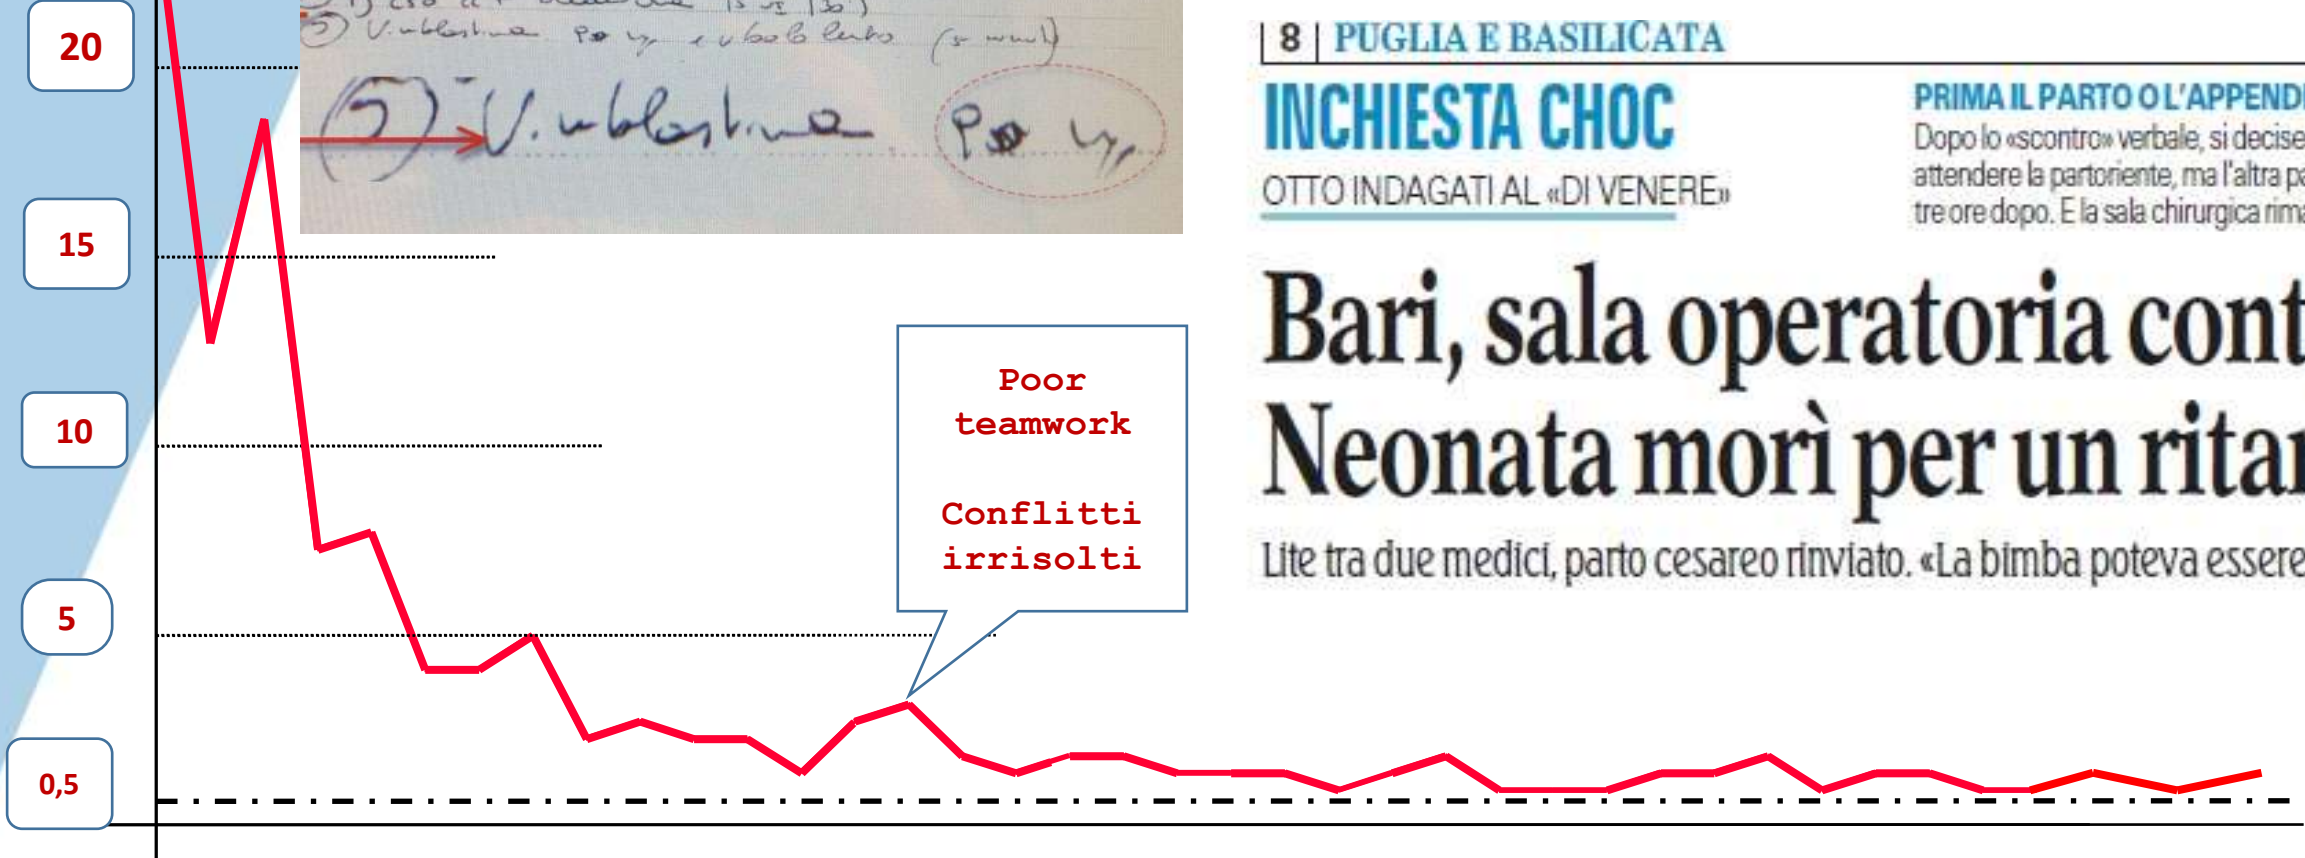 20
15
10
5
0,5
5) Vinblastina
Poor
teamwork
Conflitti
irrisolti
8 PUGLIA E BASILICATA
INCHIESTA CHOC
OTTO INDAGATI AL «DI VENERE»
PRIMA IL PARTO O L'APPENDI
Dopo lo «scontro» verbale, si decise
attendere la partoriente, ma l'altra pa
tre ore dopo. E la sala chirurgica rima
Bari, sala operatoria cont
Neonata morì per un ritar
Lite tra due medici, parto cesareo rinviato. «La bimba poteva essere